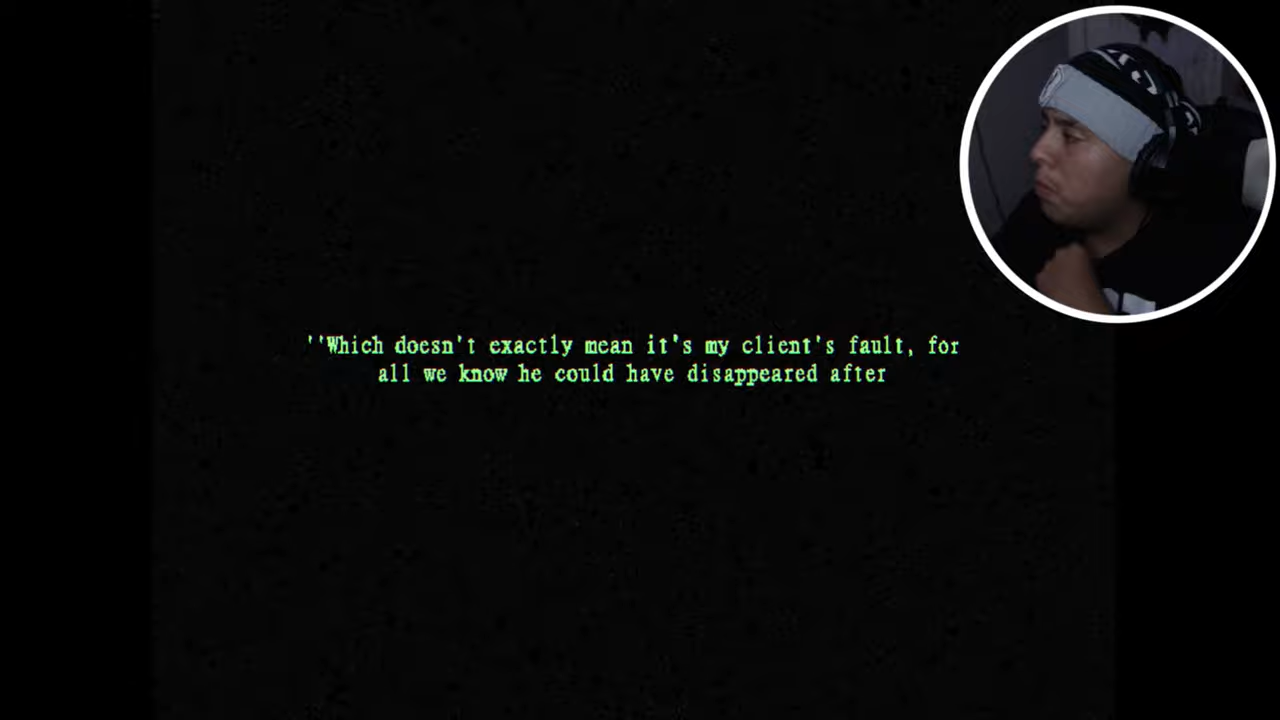 ''Which doesn't exactly mean it's my client's fault, for
all we know he could have disappeared after